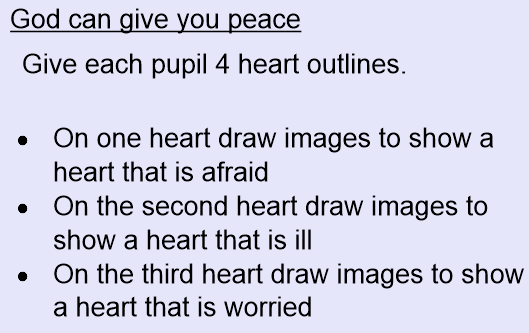 God can give you peace
Give each pupil 4 heart outlines.
• On one heart draw images to show a
heart that is afraid
• On the second heart draw images to
show a heart that is ill
• On the third heart draw images to show
a heart that is worried